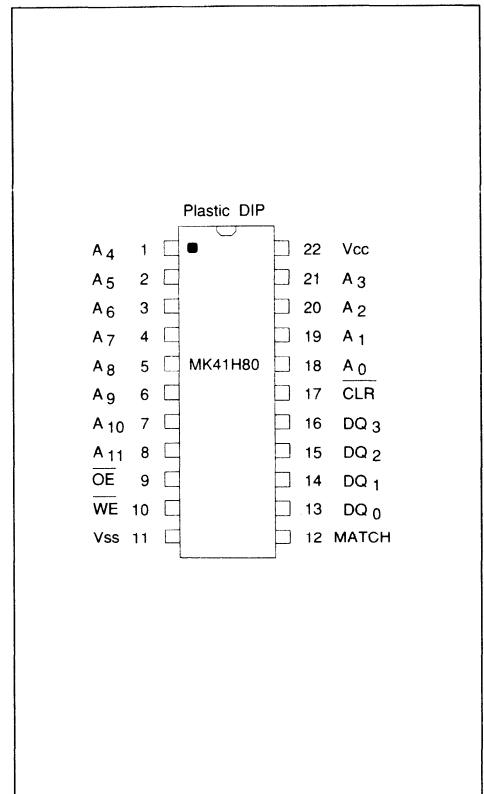 Plastic DIP
A4 1 22 Vcc
A5 2 21 A3
A6 3 20 A2
A7 4 19 A1
A8 5 MK41H80 18 A0
A9 6 17 CLR
A10 7 16 DQ3
A11 8 15 DQ2
OE 9 14 DQ1
WE 10 13 DQ0
Vss 11 12 MATCH